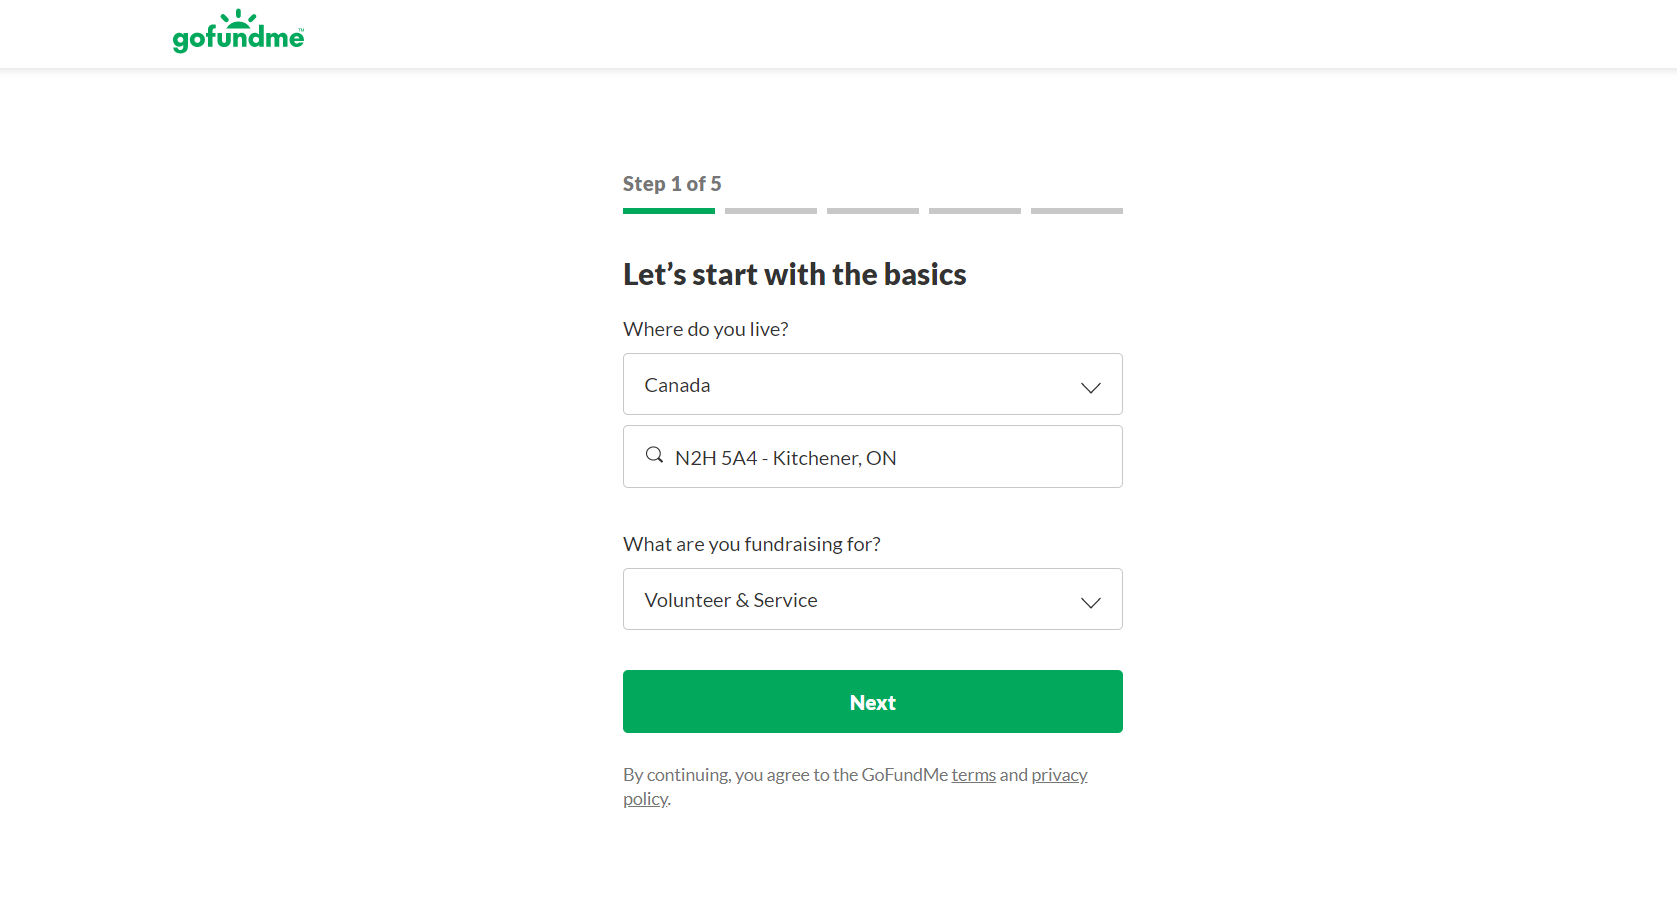 gofundme™
Step 1 of 5
Let’s start with the basics
Where do you live?
Canada
N2H 5A4 - Kitchener, ON
What are you fundraising for?
Volunteer & Service
Next
By continuing, you agree to the GoFundMe terms and privacy
policy.